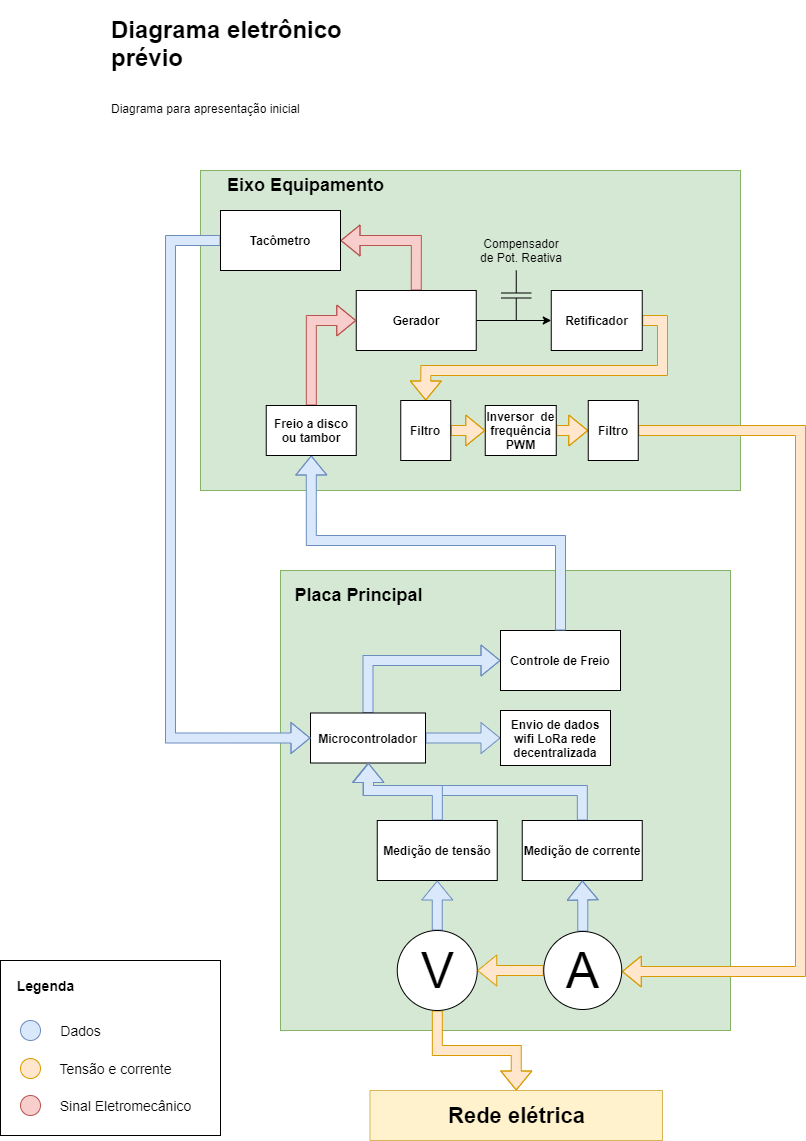 Diagrama eletrônico
prévio
Diagrama para apresentação inicial
Eixo Equipamento
Tacômetro
Compensador
de Pot. Reativa
Gerador
Retificador
Freio a disco
ou tambor
Filtro
Inversor de
frequência
PWM
Filtro
Placa Principal
Controle de Freio
Microcontrolador
Envio de dados
wifi LoRa rede
decentralizada
Medição de tensão
Medição de corrente
V
A
Legenda
Dados
Tensão e corrente
Sinal Eletromecânico
Rede elétrica